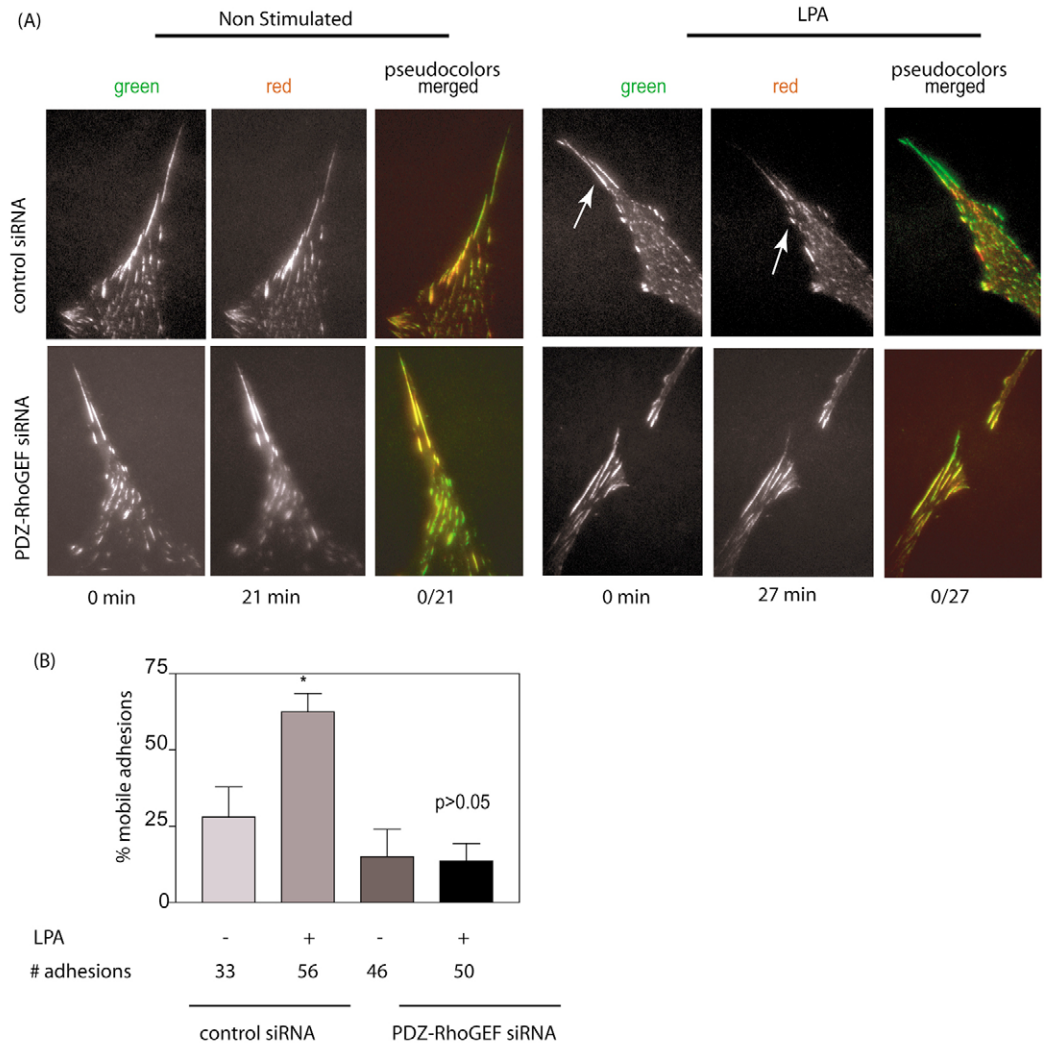 (A)
Non Stimulated
LPA
green
red
pseudocolors
merged
green
red
pseudocolors
merged
control siRNA
PDZ-RhoGEF siRNA
0 min
21 min
0/21
0 min
27 min
0/27
(B)
% mobile adhesions
75
50
25
0
*
p>0.05
LPA
- + - +
# adhesions
33 56 46 50
control siRNA
PDZ-RhoGEF siRNA